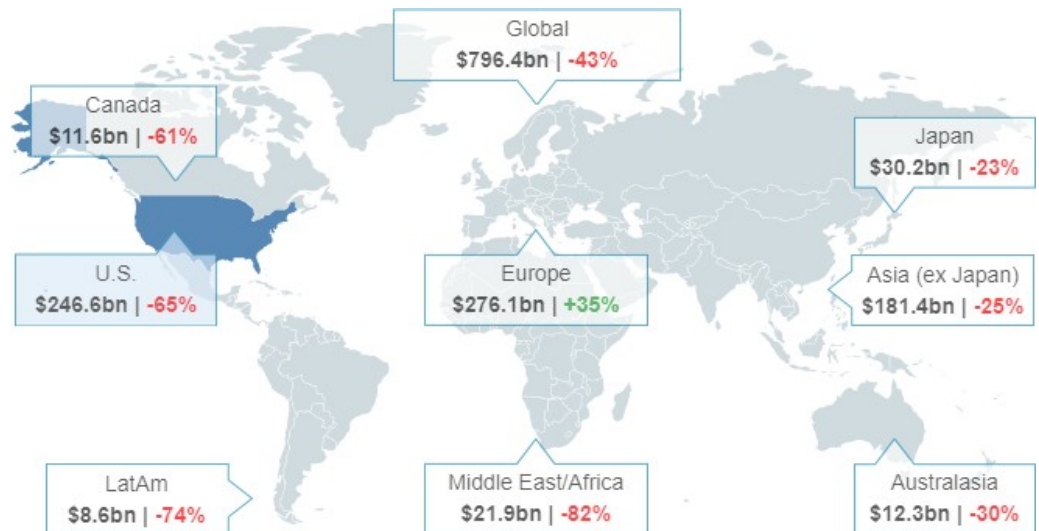 Global
$796.4bn | -43%
Canada
$11.6bn | -61%
Japan
$30.2bn | -23%
U.S.
$246.6bn | -65%
Europe
$276.1bn | +35%
Asia (ex Japan)
$181.4bn | -25%
LatAm
$8.6bn | -74%
Middle East/Africa
$21.9bn | -82%
Australasia
$12.3bn | -30%